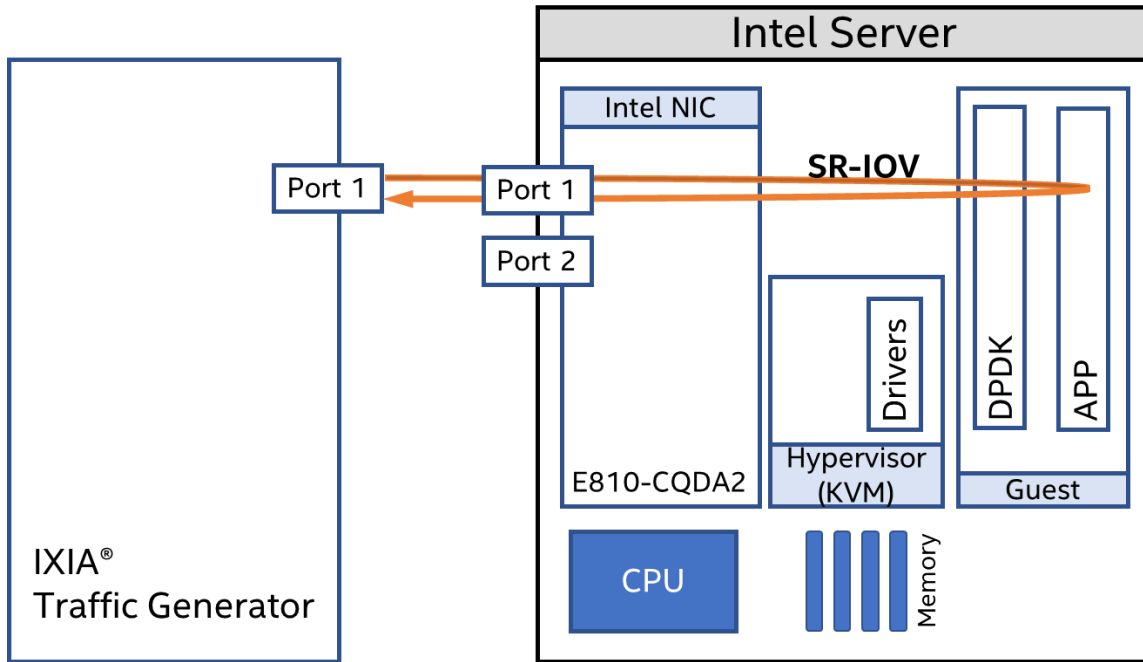 Intel Server
Intel NIC
SR-IOV
Port 1
Port 1
Port 2
Drivers
DPDK
APP
E810-CQDA2
Hypervisor
(KVM)
Guest
IXIA®
Traffic Generator
CPU
Memory